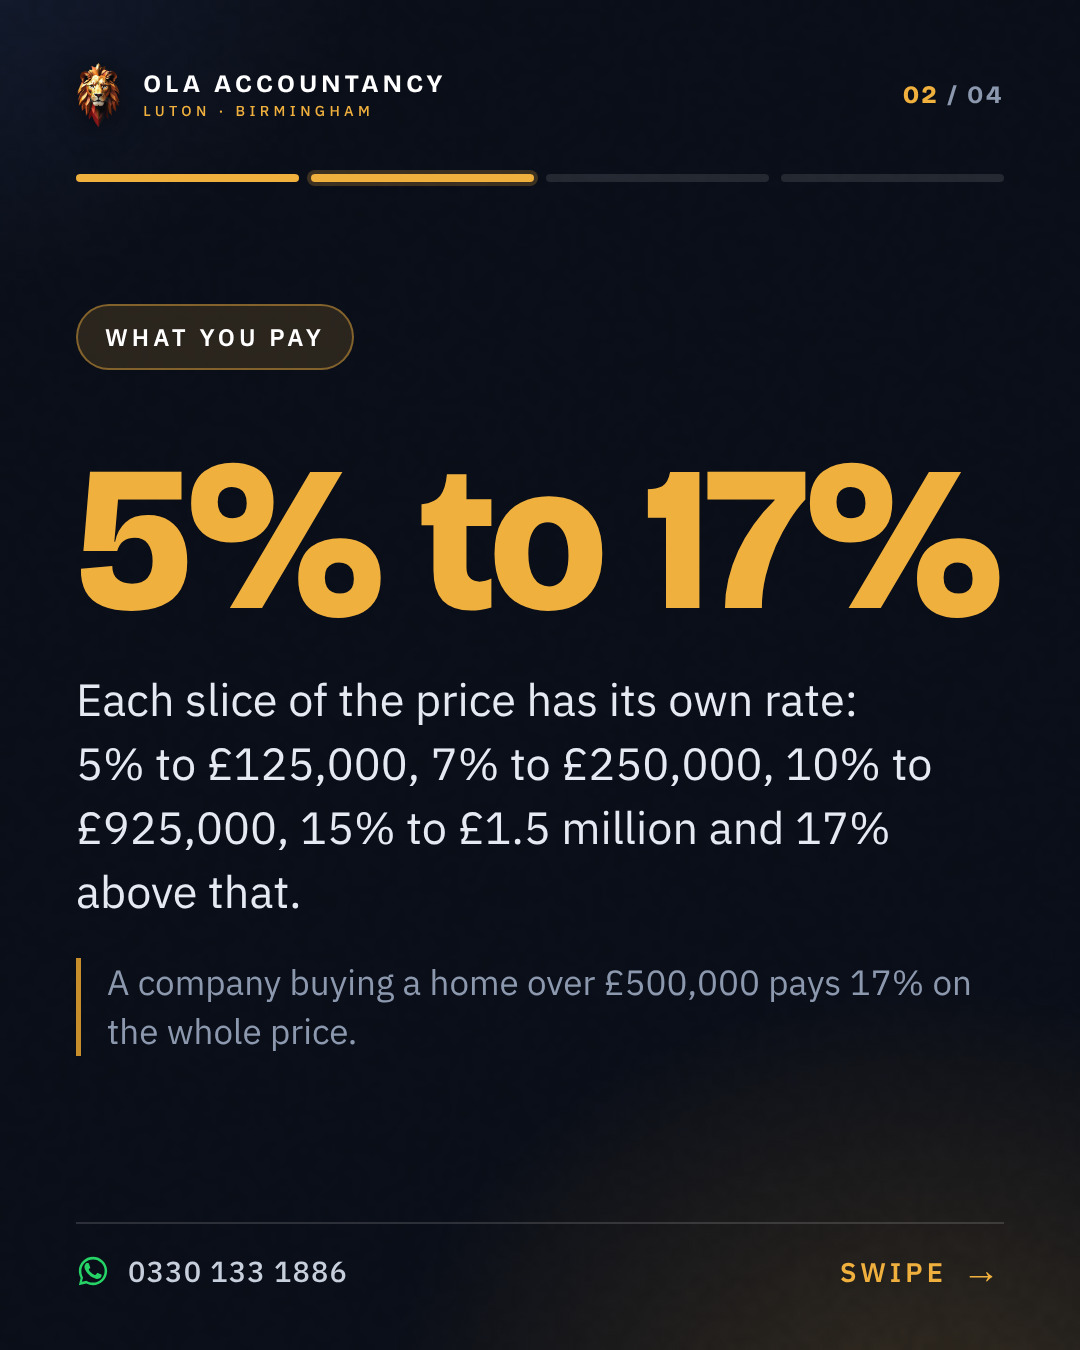 OLA ACCOUNTANCY
LUTON · BIRMINGHAM
02 / 04
WHAT YOU PAY
5% to 17%
Each slice of the price has its own rate:
5% to £125,000, 7% to £250,000, 10% to
£925,000, 15% to £1.5 million and 17%
above that.
A company buying a home over £500,000 pays 17% on
the whole price.
0330 133 1886
SWIPE →